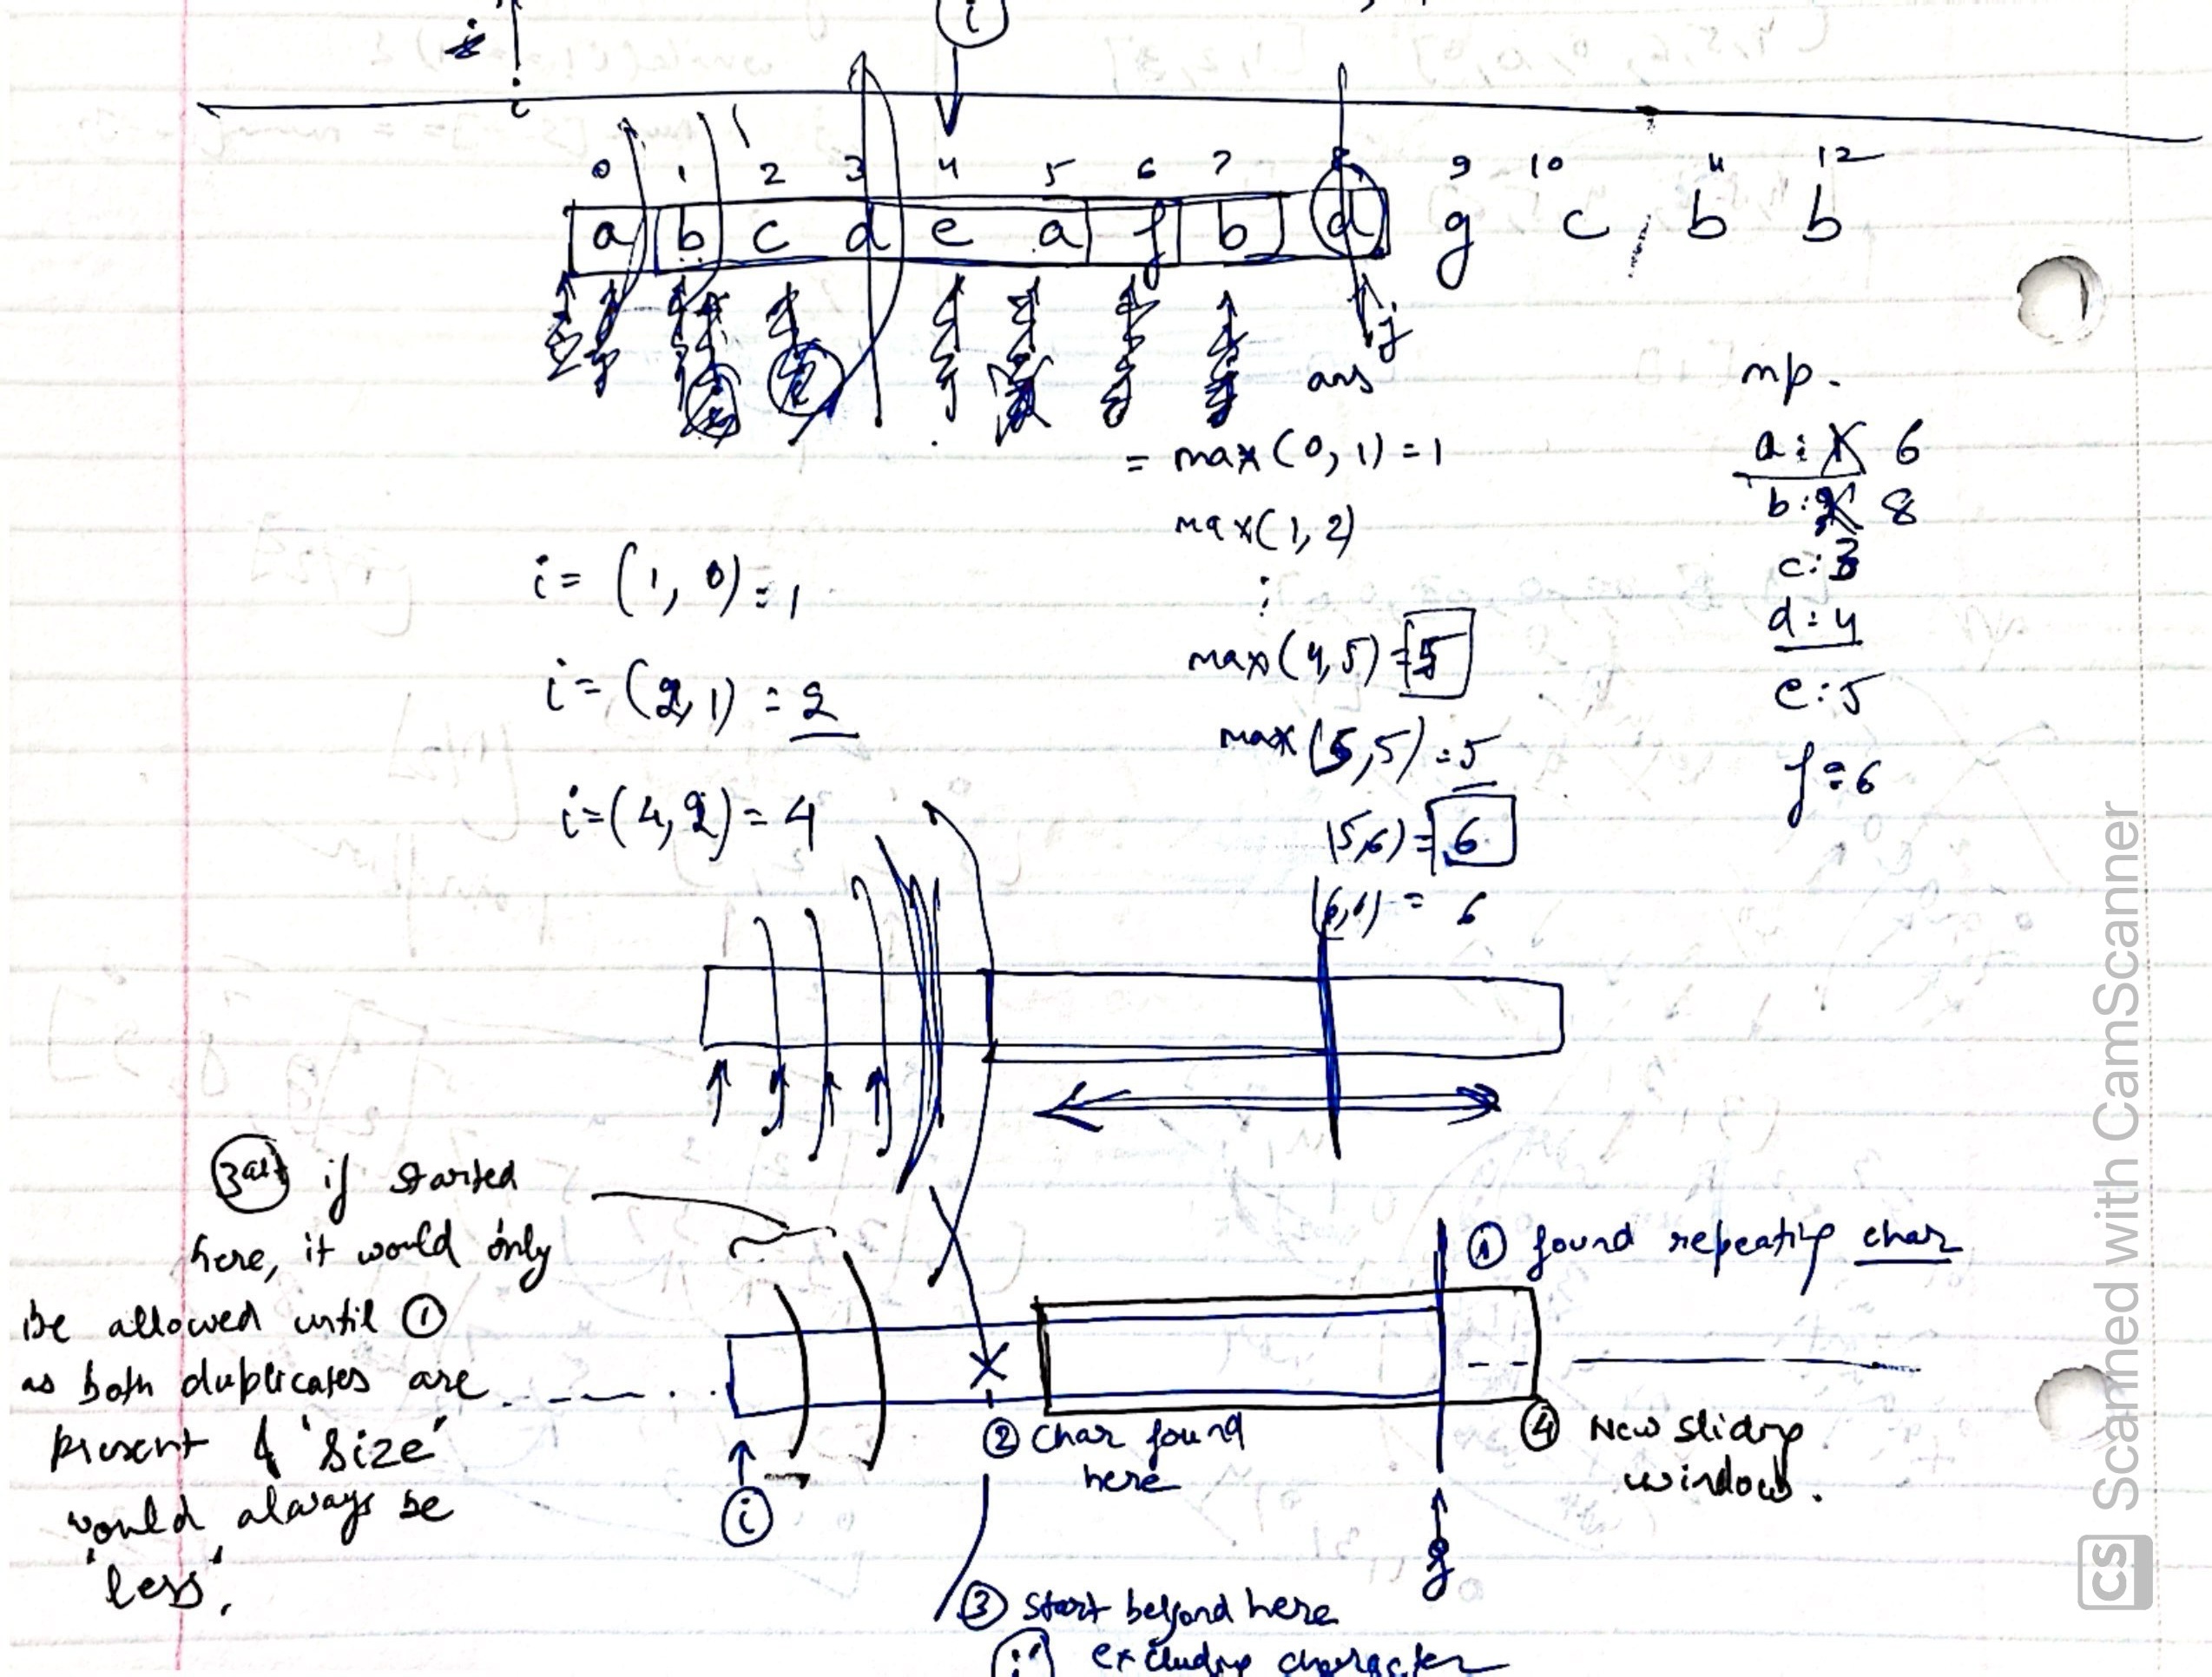 i
i
0 1 2 3 4 5 6 7 8 9 10 11 12
a b c d e a f b d g c b b
j
i
ans
mp.
= max(0,1)=1
a: 1 6
max(1,2)
b: 2 8
c:3
i= (1, 0)=1
:
d:4
max(4,5)=5
i= (2,1) = 2
e:5
max(5,5)=5
f=6
i=(4,2) = 4
(5,6)=6
(6,6) = 6
3alt if started
here, it would only
be allowed until ①
as both duplicates are
present & 'size'
would always be
'less'.
① found repeating char
② Char found
here
④ New sliding
window.
i
j
③ start beyond here
i' excluding character
CS Scanned with CamScanner